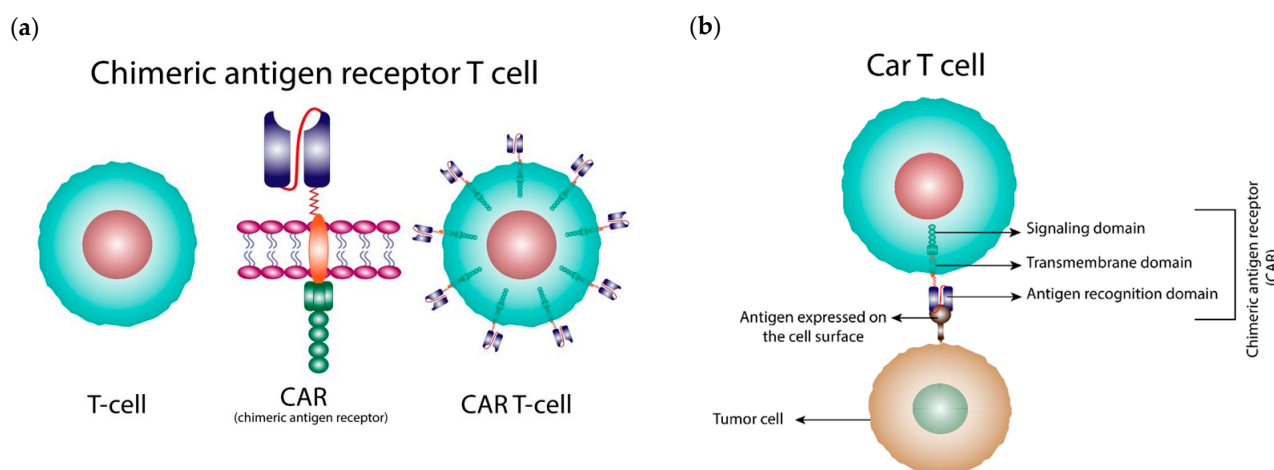 (a)
Chimeric antigen receptor T cell
T-cell
CAR
(chimeric antigen receptor)
CAR T-cell
(b)
Car T cell
Signaling domain
Transmembrane domain
Antigen recognition domain
Antigen expressed on
the cell surface
Tumor cell
Chimeric antigen receptor
(CAR)